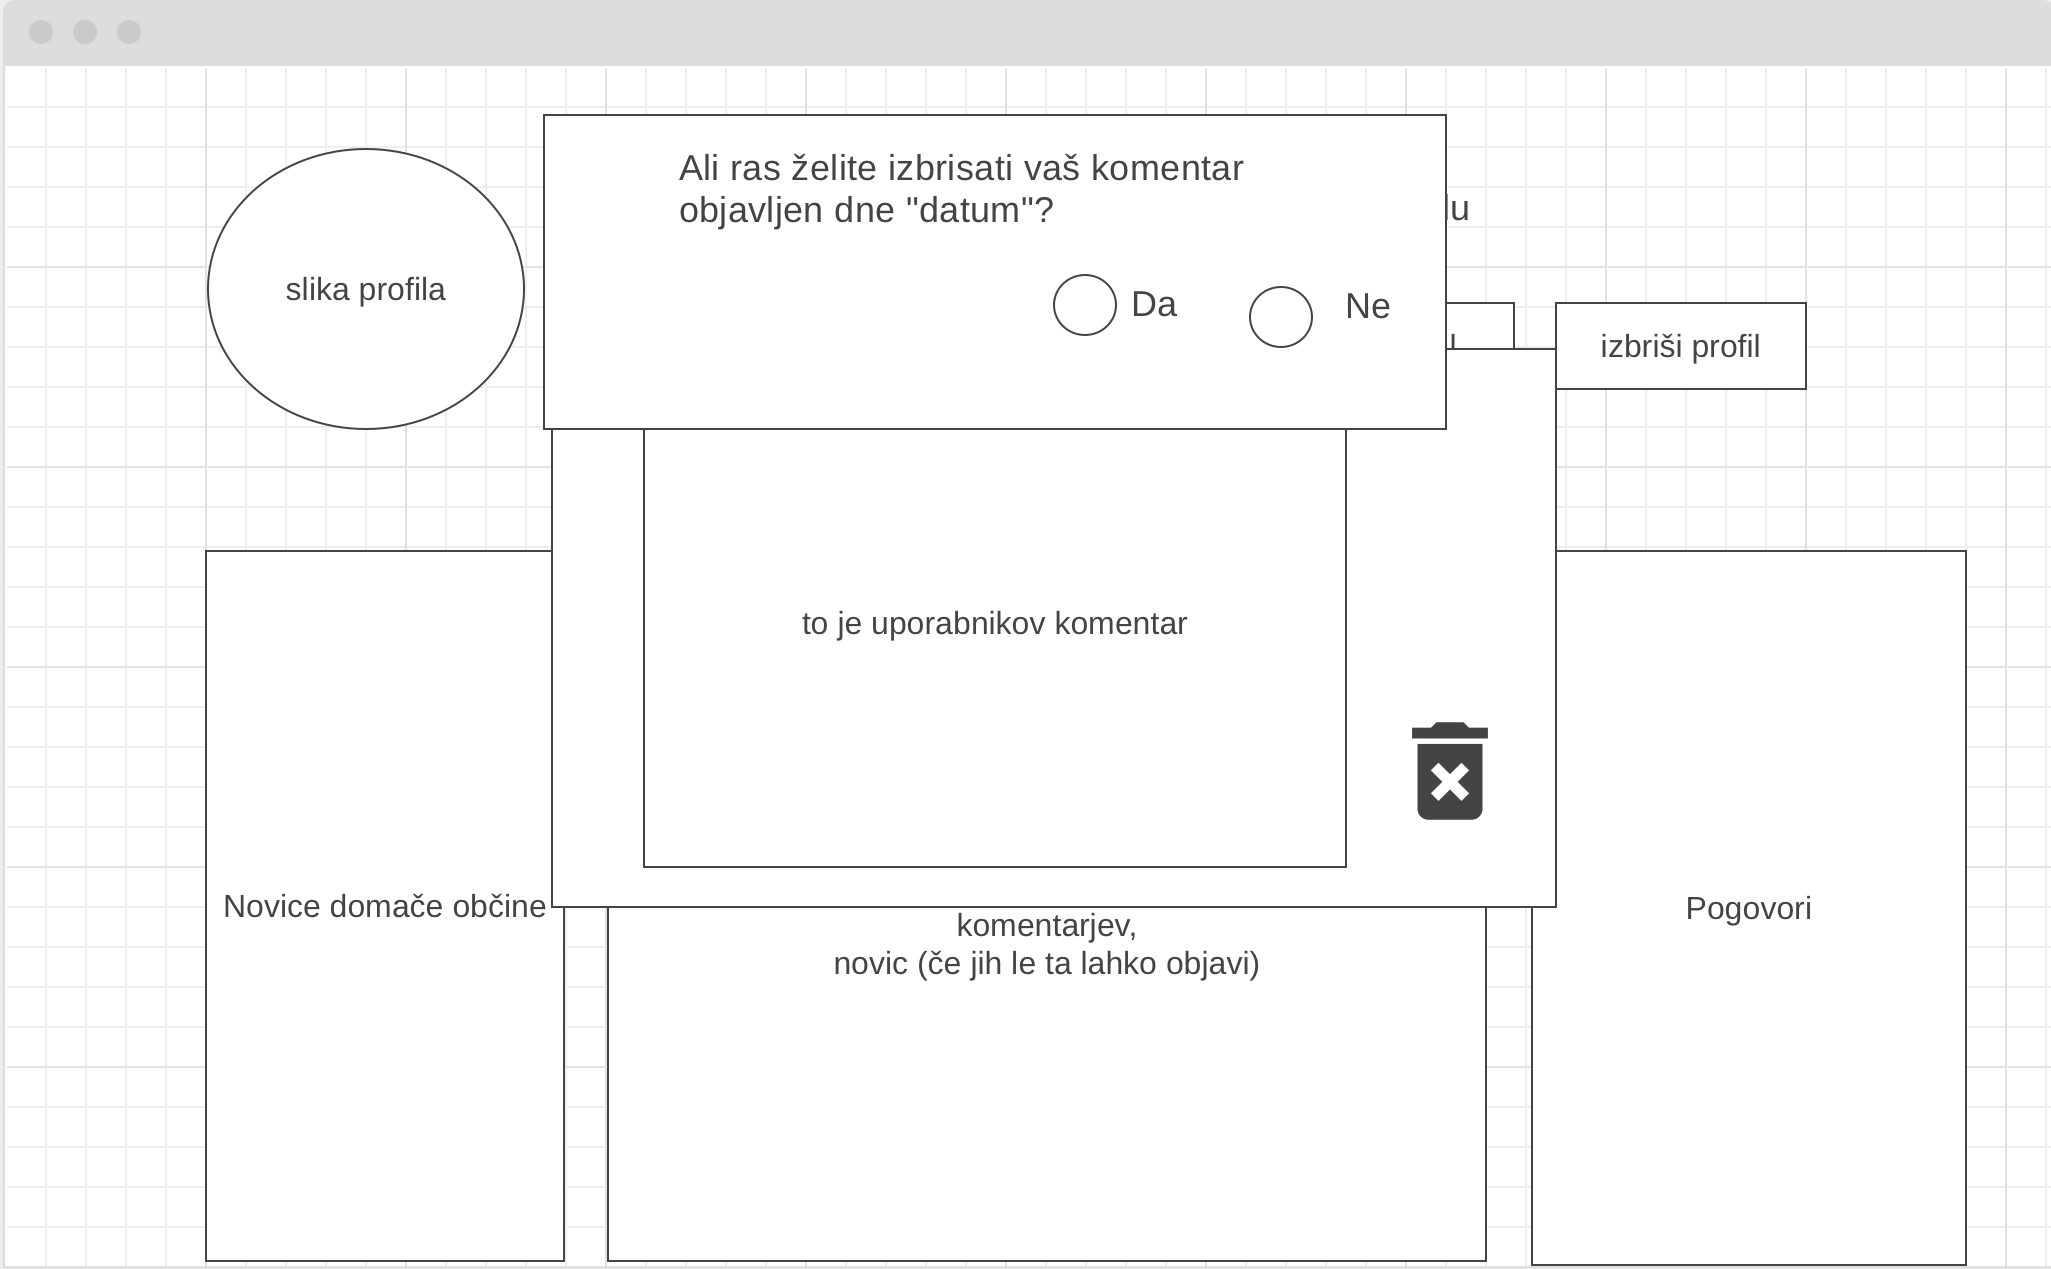 Ali ras želite izbrisati vaš komentar
objavljen dne "datum"?
slika profila
Da
Ne
izbriši profil
to je uporabnikov komentar
Novice domače občine
komentarjev,
novic (če jih le ta lahko objavi)
Pogovori